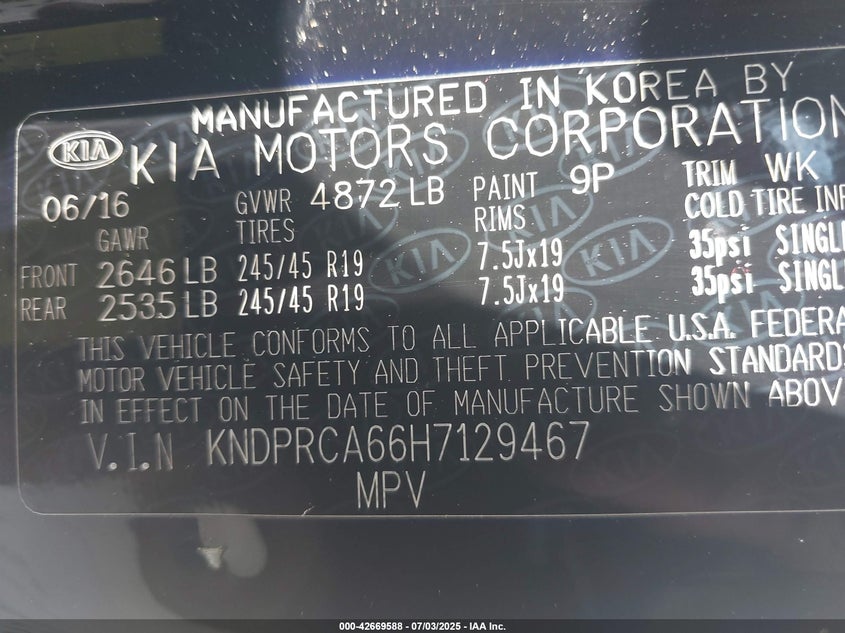 MANUFACTURED IN KOREA BY
KIA KIA MOTORS CORPORATION
06/16 GVWR 4872 LB PAINT 9P TRIM WK
GAWR TIRES RIMS COLD TIRE INF
FRONT 2646 LB 245/45 R19 7.5Jx19 35psi SINGL
REAR 2535 LB 245/45 R19 7.5Jx19 35psi SINGL
THIS VEHICLE CONFORMS TO ALL APPLICABLE U.S.A. FEDERA
MOTOR VEHICLE SAFETY AND THEFT PREVENTION STANDARDS
IN EFFECT ON THE DATE OF MANUFACTURE SHOWN ABOV
V.I.N KNDPRCA66H7129467
MPV
000-42669588 - 07/03/2025 - IAA Inc.